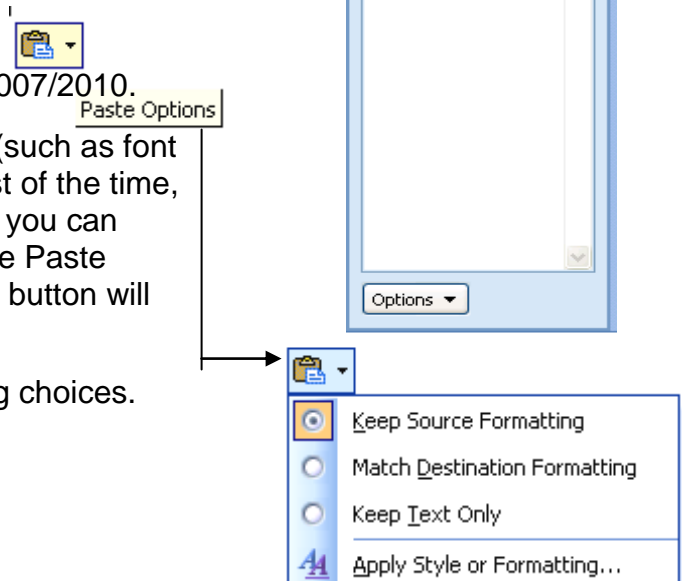 007/2010.
Paste Options
(such as font
st of the time,
you can
e Paste
button will
Options
g choices.
Keep Source Formatting
Match Destination Formatting
Keep Text Only
Apply Style or Formatting...